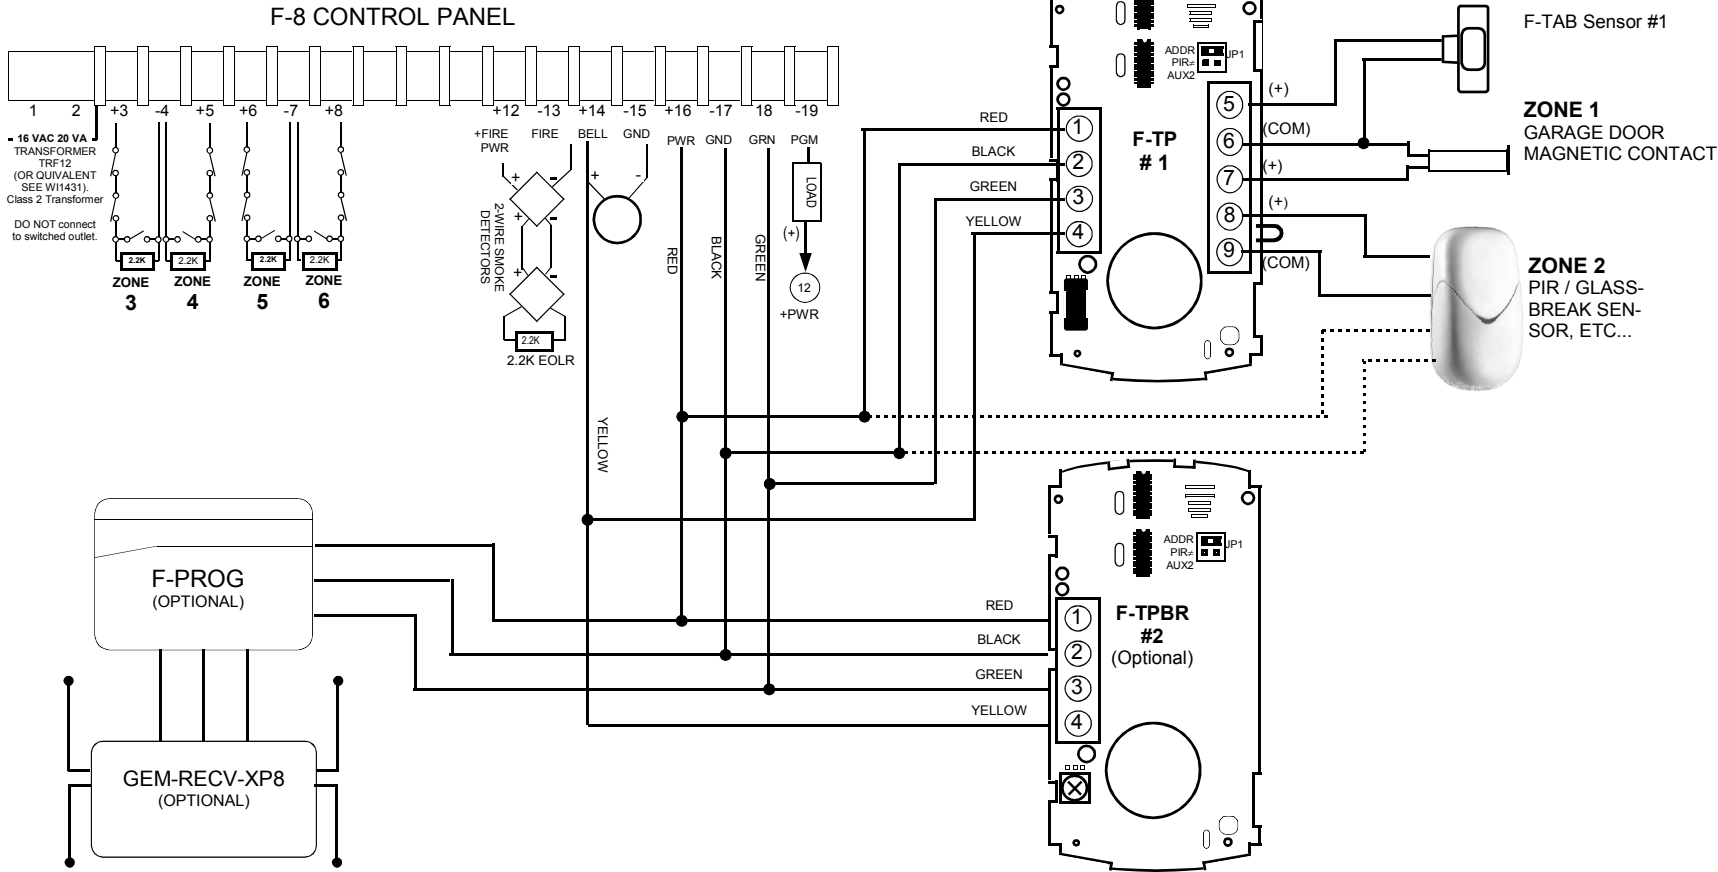 F-8 CONTROL PANEL
1 2 +3 -4 +5 +6 -7 +8 +12 -13 +14 -15 +16 -17 18 -19
- 16 VAC 20 VA -
TRANSFORMER
TRF12
(OR QUIVALENT
SEE WI1431).
Class 2 Transformer
DO NOT connect
to switched outlet.
2.2K
2.2K
2.2K
2.2K
ZONE
3
ZONE
4
ZONE
5
ZONE
6
+FIRE
PWR
FIRE
BELL
GND
PWR
GND
GRN
PGM
+ -
+ -
+ -
2-WIRE SMOKE
DETECTORS
2.2K
2.2K EOLR
+ -
LOAD
(+)
12
+PWR
RED
BLACK
GREEN
YELLOW
RED
BLACK
GREEN
YELLOW
1
2
3
4
F-TP
# 1
ADDR
PIR≠
AUX2
JP1
5
6
7
8
9
(+)
(COM)
(+)
(+)
(COM)
F-TAB Sensor #1
ZONE 1
GARAGE DOOR
MAGNETIC CONTACT
ZONE 2
PIR / GLASS-
BREAK SEN-
SOR, ETC...
F-PROG
(OPTIONAL)
GEM-RECV-XP8
(OPTIONAL)
RED
BLACK
GREEN
YELLOW
1
2
3
4
ADDR
PIR≠
AUX2
JP1
F-TPBR
#2
(Optional)